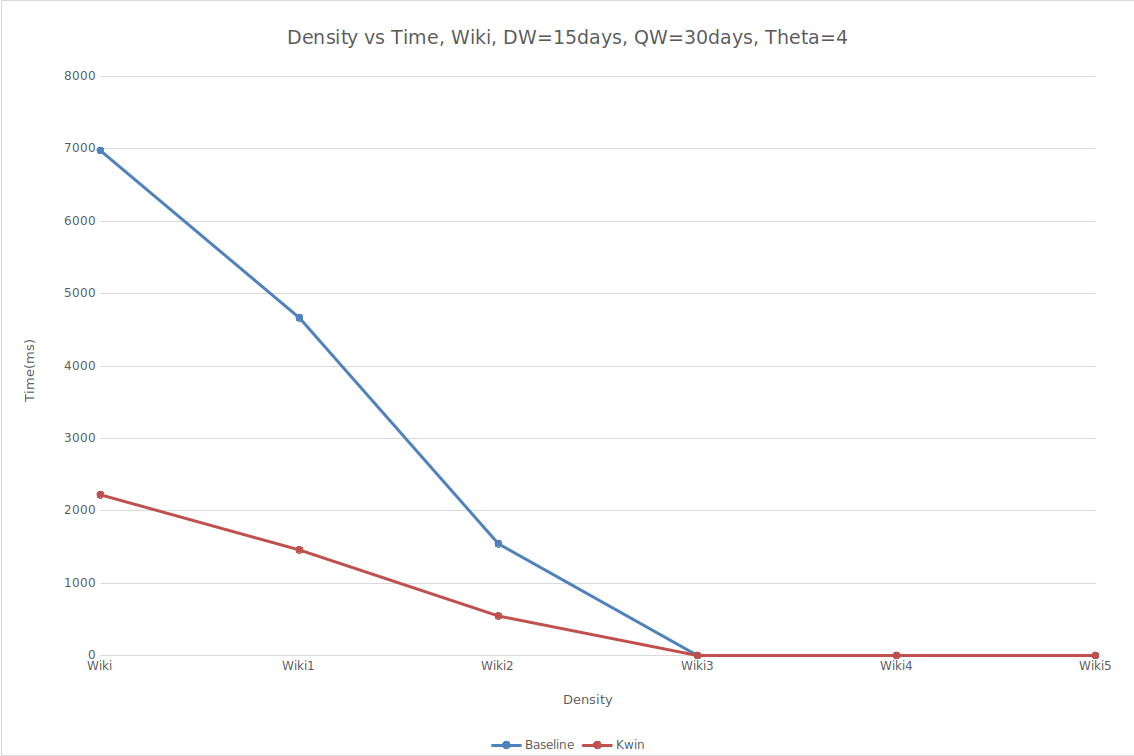 Density vs Time, Wiki, DW=15days, QW=30days, Theta=4
8000
7000
6000
5000
4000
3000
2000
1000
0
Time(ms)
Wiki Wiki1 Wiki2 Wiki3 Wiki4 Wiki5
Density
Baseline Kwin